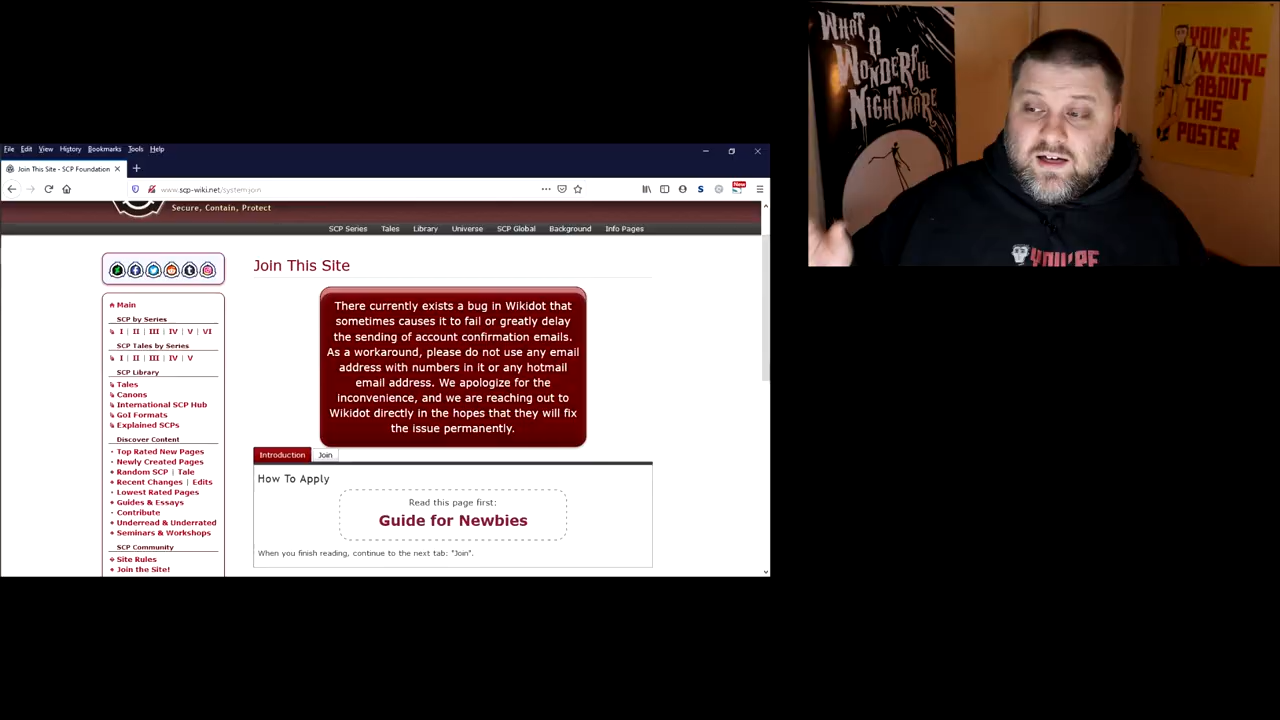 File Edit View History Bookmarks Tools Help
Join This Site - SCP Foundation
www.scp-wiki.net/system:join
New
S
Secure, Contain, Protect
SCP Series Tales Library Universe SCP Global Background Info Pages
Join This Site
There currently exists a bug in Wikidot that
sometimes causes it to fail or greatly delay
the sending of account confirmation emails.
As a workaround, please do not use any email
address with numbers in it or any hotmail
email address. We apologize for the
inconvenience, and we are reaching out to
Wikidot directly in the hopes that they will fix
the issue permanently.
Introduction Join
How To Apply
Read this page first:
Guide for Newbies
When you finish reading, continue to the next tab: "Join".
Main
SCP by Series
I | II | III | IV | V | VI
SCP Tales by Series
I | II | III | IV | V
SCP Library
Tales
Canons
International SCP Hub
GoI Formats
Explained SCPs
Discover Content
Top Rated New Pages
Newly Created Pages
Random SCP | Tale
Recent Changes | Edits
Lowest Rated Pages
Guides & Essays
Contribute
Underread & Underrated
Seminars & Workshops
SCP Community
Site Rules
Join the Site!
WHAT
A
WONDERFUL
NIGHTMARE
YOU'RE
WRONG
ABOUT
THIS
POSTER
YOU'RE